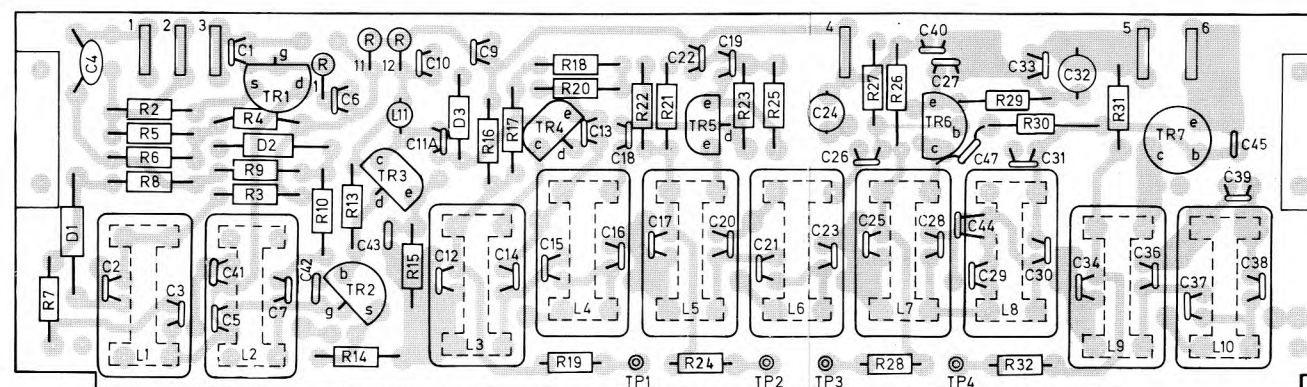 1
2
3
4
5
6
C4
C1
g
s
d
TR1
R
1
R
11
R
12
C10
C9
C6
L11
R2
R5
R6
R8
R4
D2
R9
R3
D3
C11A
R16
R17
R18
R20
e
TR4
c
d
C13
C18
R22
R21
C22
C19
e
TR5
d
e
R23
R25
C24
R27
R26
C40
C27
e
TR6
b
c
C26
C47
R29
R30
C33
C32
C31
R31
e
TR7
c
b
C45
C39
c
TR3
d
e
R10
R13
C43
R15
D1
R7
C2
C3
L1
C41
C5
C7
L2
C42
b
TR2
g
s
R14
C12
C14
L3
C15
C16
L4
C17
C20
L5
C21
C23
L6
C25
C28
L7
C44
C29
C30
L8
C34
C36
L9
C37
C38
L10
R19
TP1
R24
TP2
TP3
R28
TP4
R32